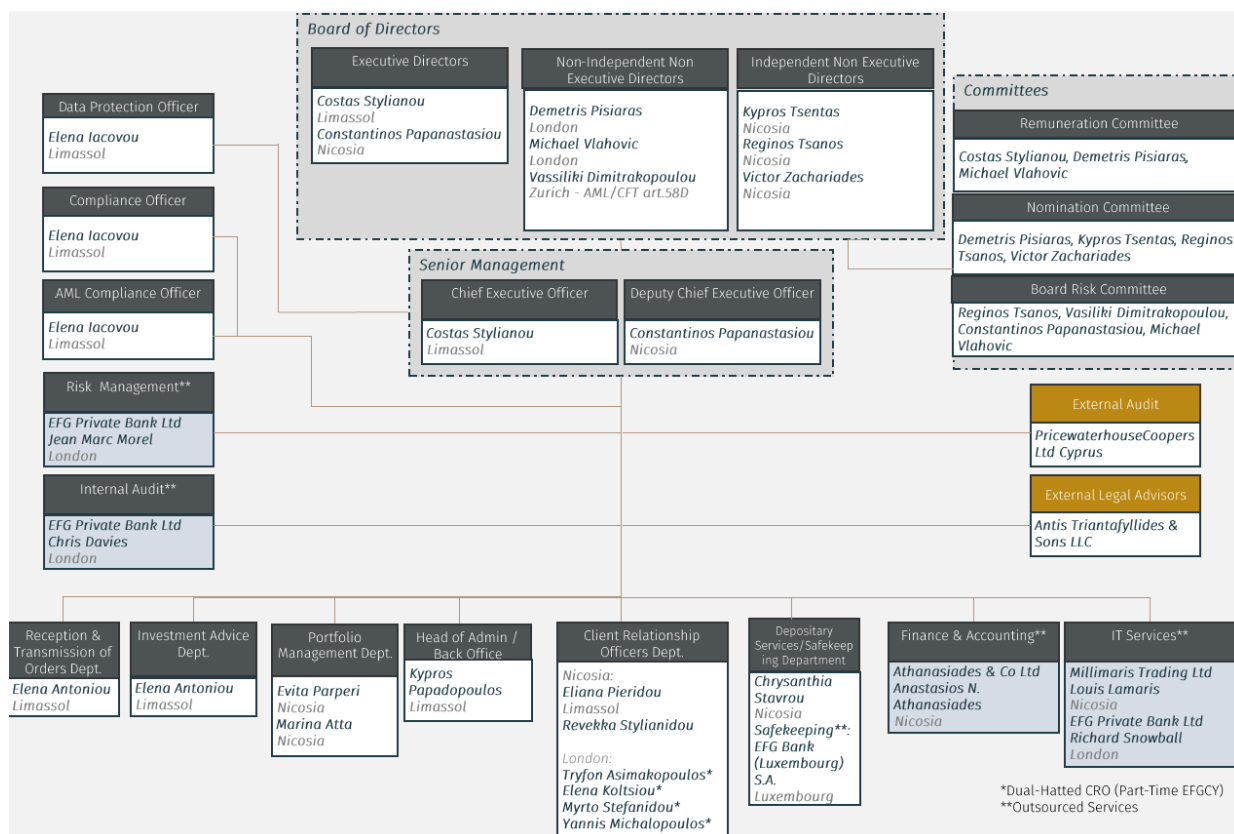 Board of Directors
Executive Directors
Costas Stylianou
Limassol
Constantinos Papanastasiou
Nicosia
Non-Independent Non
Executive Directors
Demetris Pisiaras
London
Michael Vlahovic
London
Vassiliki Dimitrakopoulou
Zurich - AML/CFT art.58D
Independent Non Executive
Directors
Kypros Tsentas
Nicosia
Reginos Tsanos
Nicosia
Victor Zachariades
Nicosia
Committees
Remuneration Committee
Costas Stylianou, Demetris Pisiaras,
Michael Vlahovic
Nomination Committee
Demetris Pisiaras, Kypros Tsentas, Reginos
Tsanos, Victor Zachariades
Board Risk Committee
Reginos Tsanos, Vasiliki Dimitrakopoulou,
Constantinos Papanastasiou, Michael
Vlahovic
Data Protection Officer
Elena Iacovou
Limassol
Compliance Officer
Elena Iacovou
Limassol
AML Compliance Officer
Elena Iacovou
Limassol
Risk Management**
EFG Private Bank Ltd
Jean Marc Morel
London
Internal Audit**
EFG Private Bank Ltd
Chris Davies
London
Senior Management
Chief Executive Officer
Costas Stylianou
Limassol
Deputy Chief Executive Officer
Constantinos Papanastasiou
Nicosia
External Audit
PricewaterhouseCoopers
Ltd Cyprus
External Legal Advisors
Antis Triantafyllides &
Sons LLC
Reception &
Transmission of
Orders Dept.
Elena Antoniou
Limassol
Investment Advice
Dept.
Elena Antoniou
Limassol
Portfolio
Management Dept.
Evita Parperi
Nicosia
Marina Atta
Nicosia
Head of Admin /
Back Office
Kypros
Papadopoulos
Limassol
Client Relationship
Officers Dept.
Nicosia:
Eliana Pieridou
Limassol
Revekka Stylianidou
London:
Tryfon Asimakopoulos*
Elena Koltsiou*
Myrto Stefanidou*
Yannis Michalopoulos*
Depositary
Services/Safekeep
ing Department
Chrysanthia
Stavrou
Nicosia
Safekeeping**:
EFG Bank
(Luxembourg)
S.A.
Luxembourg
Finance & Accounting**
Athanasiades & Co Ltd
Anastasios N.
Athanasiades
Nicosia
IT Services**
Millimaris Trading Ltd
Louis Lamaris
Nicosia
EFG Private Bank Ltd
Richard Snowball
London
*Dual-Hatted CRO (Part-Time EFGCY)
**Outsourced Services